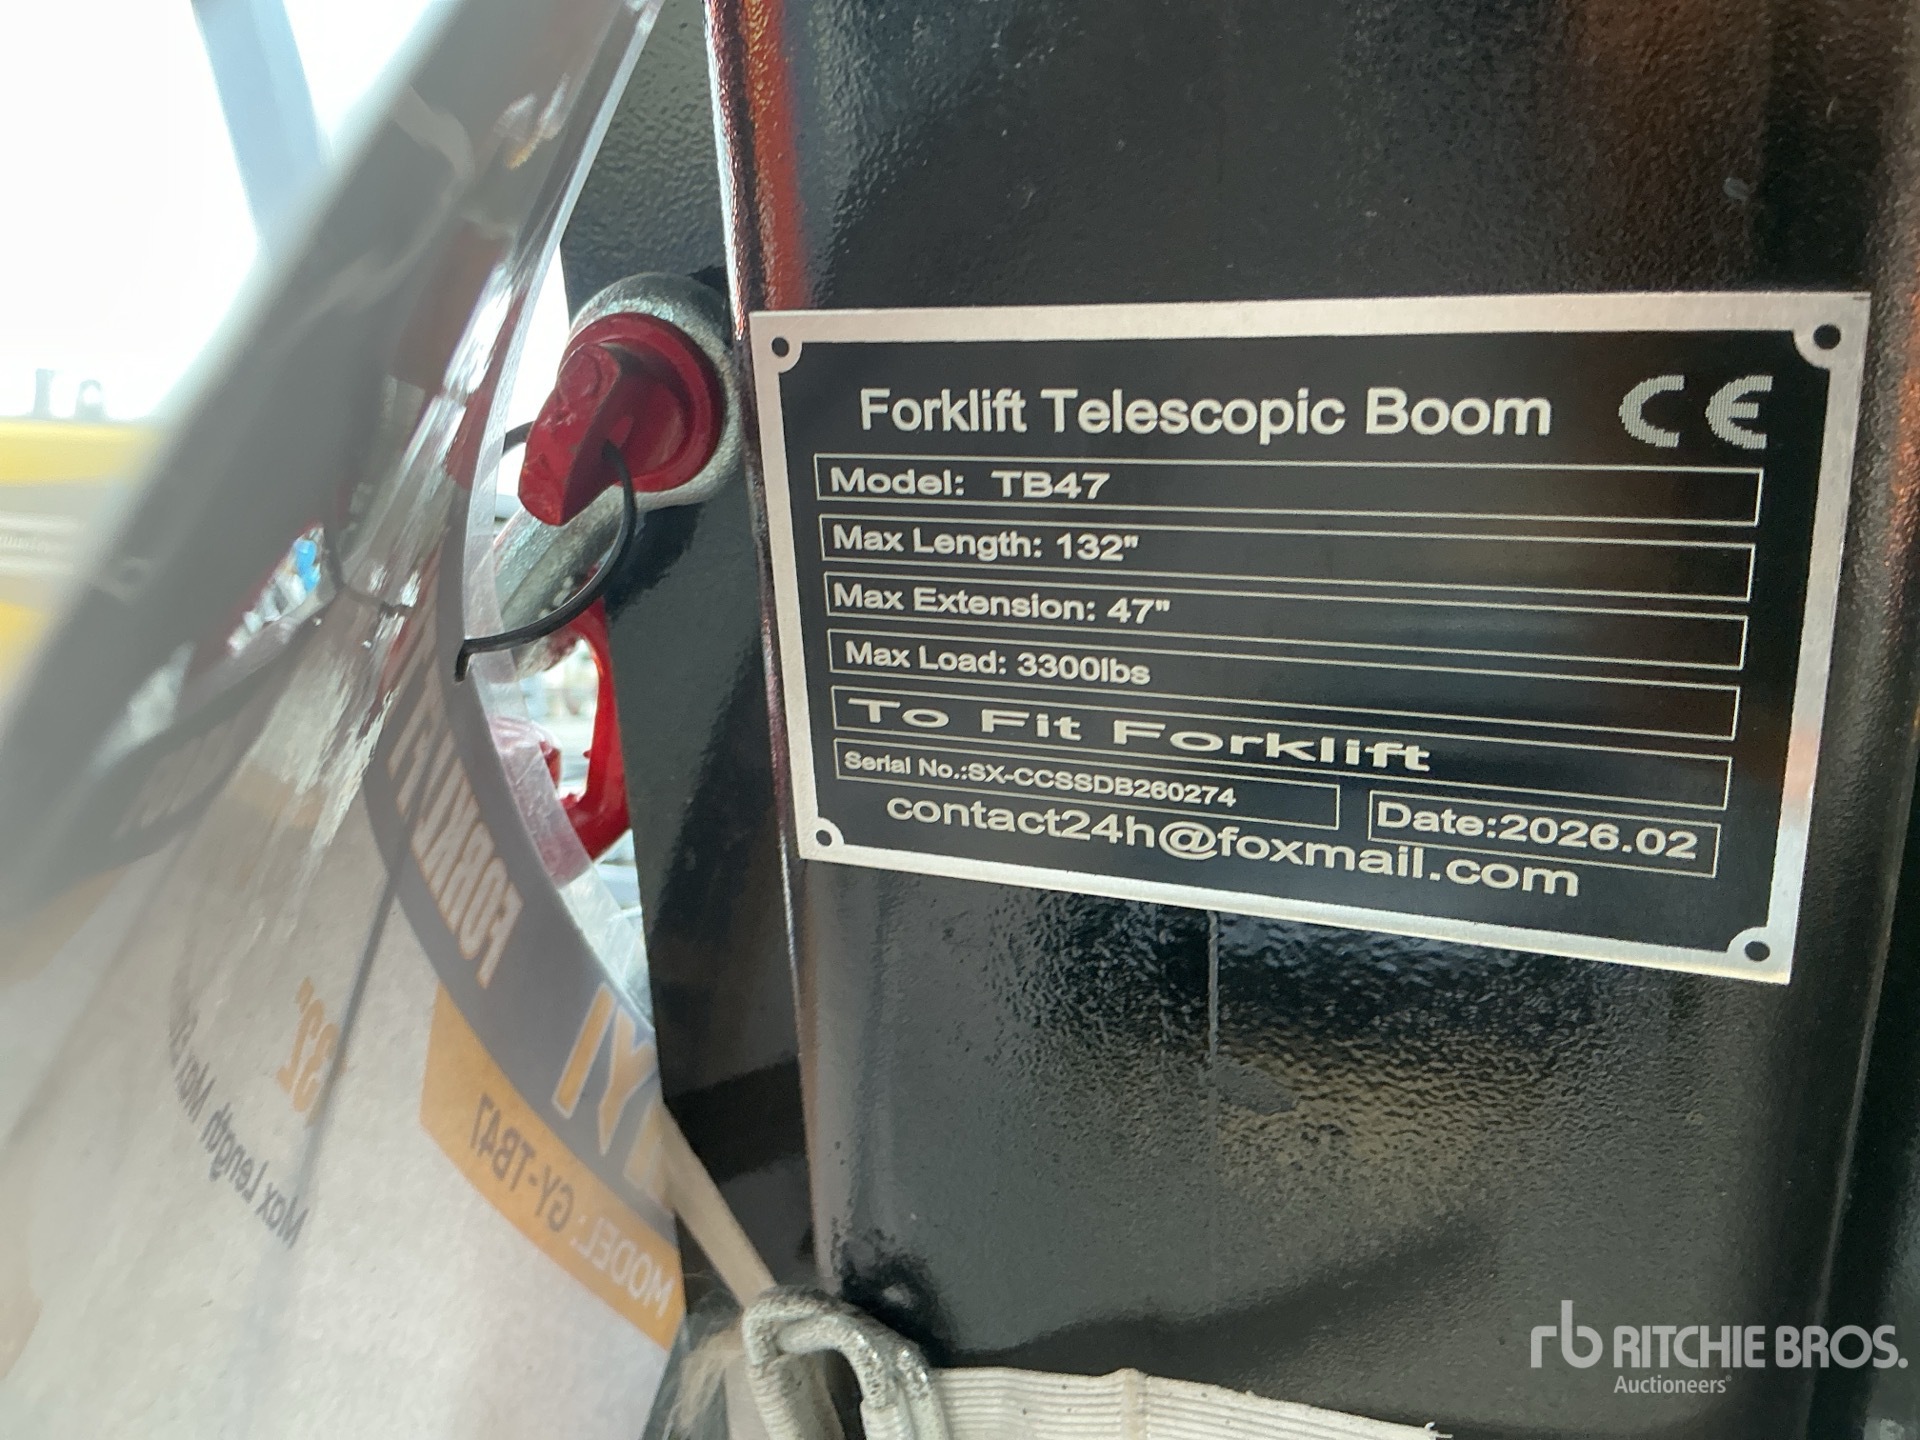 Forklift Telescopic Boom CE
Model: TB47
Max Length: 132"
Max Extension: 47"
Max Load: 3300lbs
To Fit Forklift
Serial No.:SX-CCSSDB260274
Date:2026.02
contact24h@foxmail.com
FORKLIFT
MODEL: GY-TB47
Max Length Max
rb RITCHIE BROS.
Auctioneers